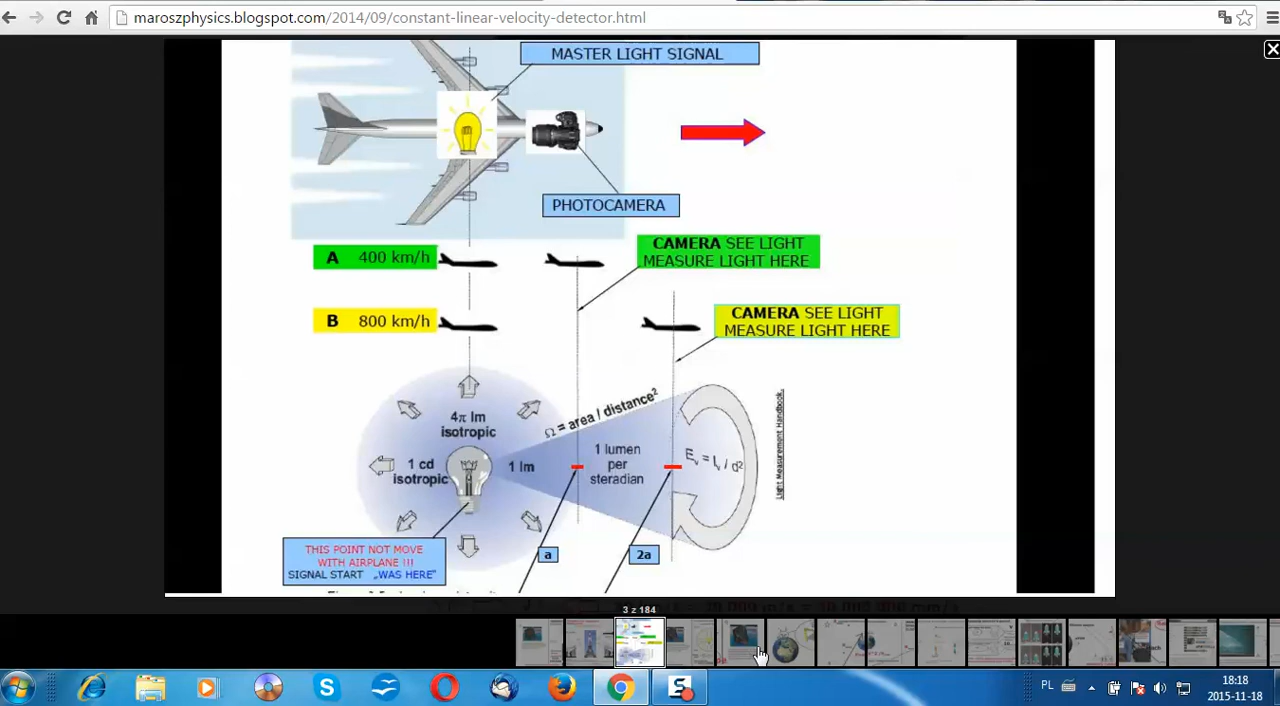 maroszphysics.blogspot.com/2014/09/constant-linear-velocity-detector.html
MASTER LIGHT SIGNAL
PHOTOCAMERA
A 400 km/h
CAMERA SEE LIGHT
MEASURE LIGHT HERE
B 800 km/h
CAMERA SEE LIGHT
MEASURE LIGHT HERE
4π lm
isotropic
1 cd
isotropic
1 lm
Ω = area / distance²
1 lumen
per
steradian
Eᵥ = Iᵥ / d²
Light Measurement Handbook,
THIS POINT NOT MOVE
WITH AIRPLANE !!!
SIGNAL START „WAS HERE"
a
2a
3 z 184
PL
18:18
2015-11-18